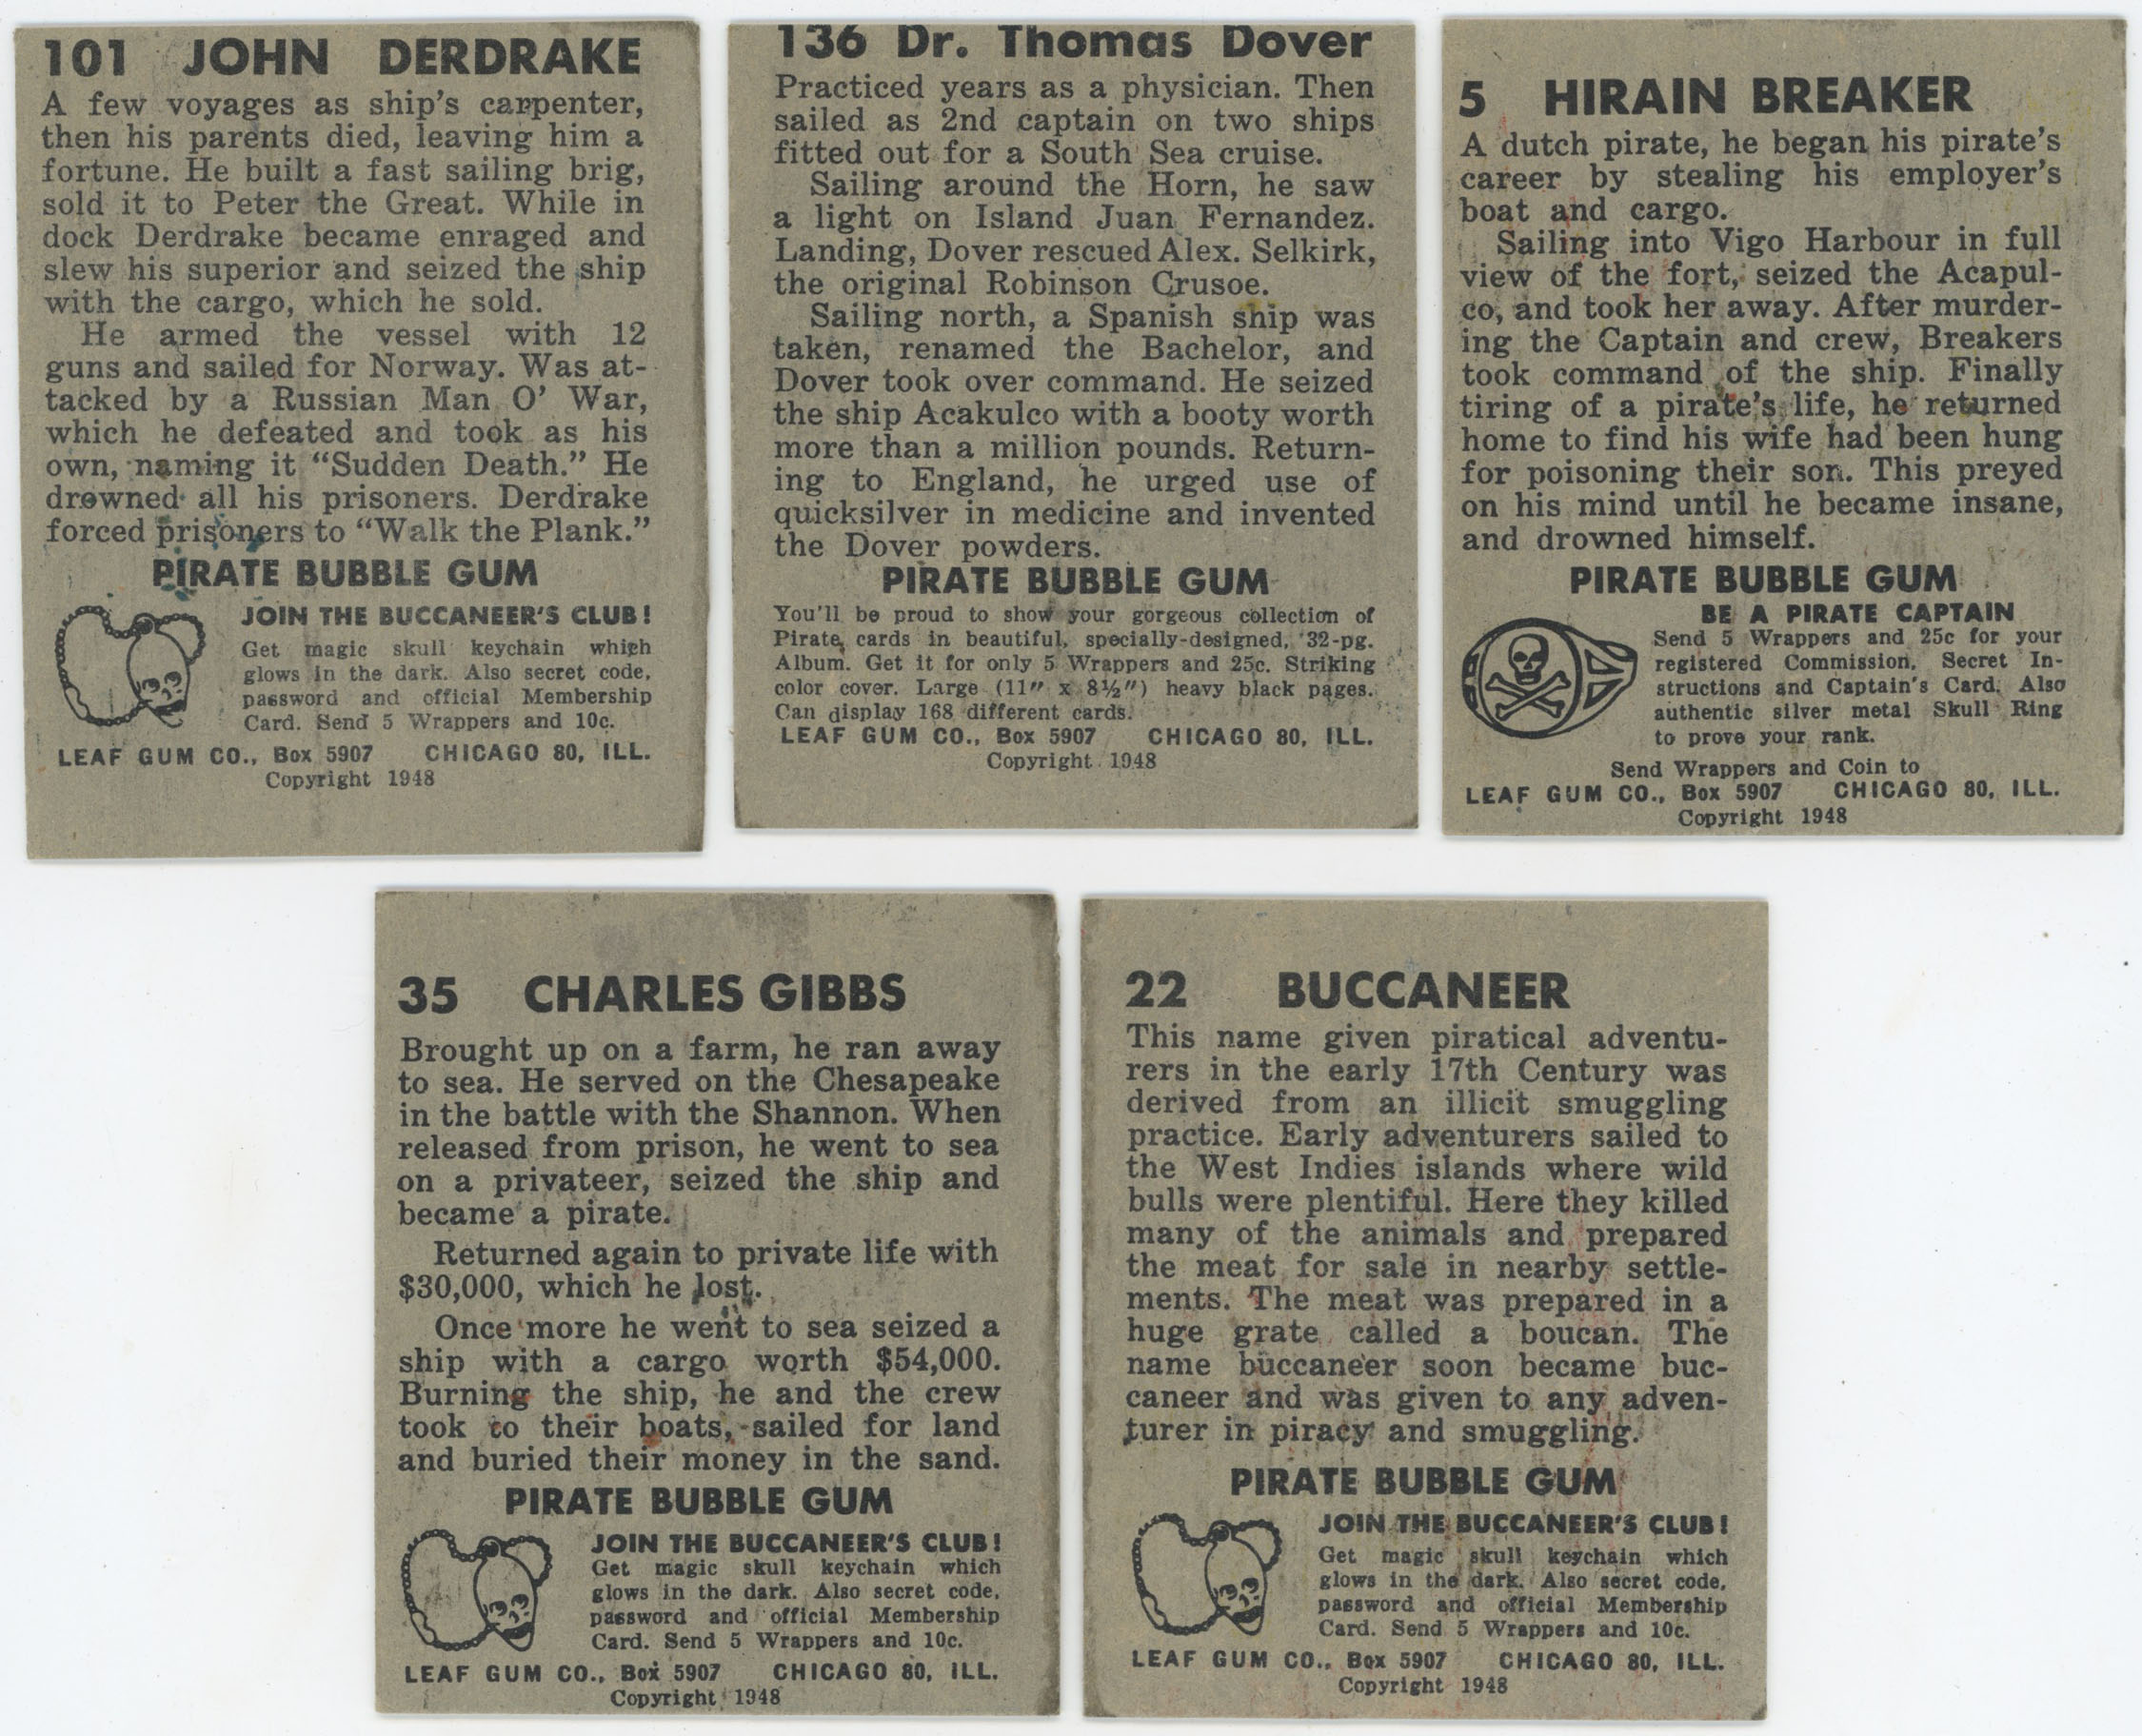 101 JOHN DERDRAKE
A few voyages as ship's carpenter,
then his parents died, leaving him a
fortune. He built a fast sailing brig,
sold it to Peter the Great. While in
dock Derdrake became enraged and
slew his superior and seized the ship
with the cargo, which he sold.
He armed the vessel with 12
guns and sailed for Norway. Was at-
tacked by a Russian Man O' War,
which he defeated and took as his
own, naming it “Sudden Death.” He
drowned all his prisoners. Derdrake
forced prisoners to “Walk the Plank.”
PIRATE BUBBLE GUM
JOIN THE BUCCANEER'S CLUB!
Get magic skull keychain which
glows in the dark. Also secret code,
password and official Membership
Card. Send 5 Wrappers and 10c.
LEAF GUM CO., Box 5907 CHICAGO 80, ILL.
Copyright 1948
136 Dr. Thomas Dover
Practiced years as a physician. Then
sailed as 2nd captain on two ships
fitted out for a South Sea cruise.
Sailing around the Horn, he saw
a light on Island Juan Fernandez.
Landing, Dover rescued Alex. Selkirk,
the original Robinson Crusoe.
Sailing north, a Spanish ship was
taken, renamed the Bachelor, and
Dover took over command. He seized
the ship Acakulco with a booty worth
more than a million pounds. Return-
ing to England, he urged use of
quicksilver in medicine and invented
the Dover powders.
PIRATE BUBBLE GUM
You'll be proud to show your gorgeous collection of
Pirate cards in beautiful, specially-designed, 32-pg.
Album. Get it for only 5 Wrappers and 25c. Striking
color cover. Large (11″ x 8½″) heavy black pages.
Can display 168 different cards.
LEAF GUM CO., Box 5907 CHICAGO 80, ILL.
Copyright 1948
5 HIRAIN BREAKER
A dutch pirate, he began his pirate's
career by stealing his employer's
boat and cargo.
Sailing into Vigo Harbour in full
view of the fort, seized the Acapul-
co, and took her away. After murder-
ing the Captain and crew, Breakers
took command of the ship. Finally
tiring of a pirate's life, he returned
home to find his wife had been hung
for poisoning their son. This preyed
on his mind until he became insane,
and drowned himself.
PIRATE BUBBLE GUM
BE A PIRATE CAPTAIN
Send 5 Wrappers and 25c for your
registered Commission, Secret In-
structions and Captain's Card. Also
authentic silver metal Skull Ring
to prove your rank.
Send Wrappers and Coin to
LEAF GUM CO., Box 5907 CHICAGO 80, ILL.
Copyright 1948
35 CHARLES GIBBS
Brought up on a farm, he ran away
to sea. He served on the Chesapeake
in the battle with the Shannon. When
released from prison, he went to sea
on a privateer, seized the ship and
became a pirate.
Returned again to private life with
$30,000, which he lost.
Once more he went to sea seized a
ship with a cargo worth $54,000.
Burning the ship, he and the crew
took to their boats, sailed for land
and buried their money in the sand.
PIRATE BUBBLE GUM
JOIN THE BUCCANEER'S CLUB!
Get magic skull keychain which
glows in the dark. Also secret code,
password and official Membership
Card. Send 5 Wrappers and 10c.
LEAF GUM CO., Box 5907 CHICAGO 80, ILL.
Copyright 1948
22 BUCCANEER
This name given piratical adventu-
rers in the early 17th Century was
derived from an illicit smuggling
practice. Early adventurers sailed to
the West Indies islands where wild
bulls were plentiful. Here they killed
many of the animals and prepared
the meat for sale in nearby settle-
ments. The meat was prepared in a
huge grate called a boucan. The
name buccaneer soon became buc-
caneer and was given to any adven-
turer in piracy and smuggling.
PIRATE BUBBLE GUM
JOIN THE BUCCANEER'S CLUB!
Get magic skull keychain which
glows in the dark. Also secret code,
password and official Membership
Card. Send 5 Wrappers and 10c.
LEAF GUM CO., Box 5907 CHICAGO 80, ILL.
Copyright 1948